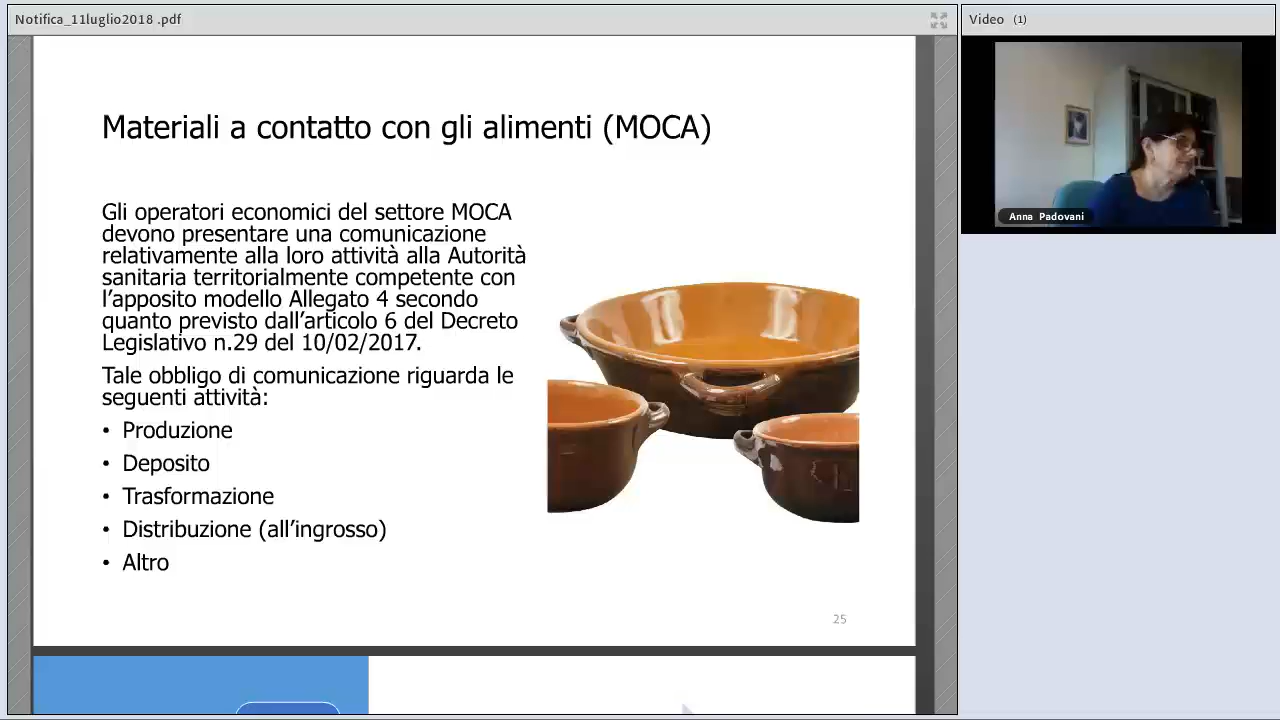 Notifica_11luglio2018 .pdf
Video (1)
Materiali a contatto con gli alimenti (MOCA)
Gli operatori economici del settore MOCA
devono presentare una comunicazione
relativamente alla loro attività alla Autorità
sanitaria territorialmente competente con
l’apposito modello Allegato 4 secondo
quanto previsto dall’articolo 6 del Decreto
Legislativo n.29 del 10/02/2017.
Tale obbligo di comunicazione riguarda le
seguenti attività:
• Produzione
• Deposito
• Trasformazione
• Distribuzione (all’ingrosso)
• Altro
25
Anna Padovani